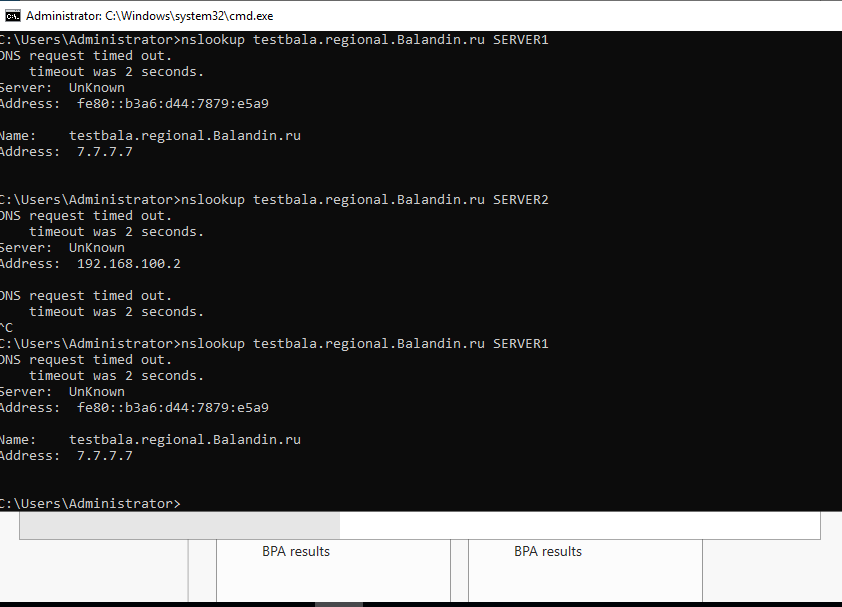 Administrator: C:\Windows\system32\cmd.exe
C:\Users\Administrator>nslookup testbala.regional.Balandin.ru SERVER1
DNS request timed out.
    timeout was 2 seconds.
Server:  UnKnown
Address:  fe80::b3a6:d44:7879:e5a9
Name:    testbala.regional.Balandin.ru
Address:  7.7.7.7
C:\Users\Administrator>nslookup testbala.regional.Balandin.ru SERVER2
DNS request timed out.
    timeout was 2 seconds.
Server:  UnKnown
Address:  192.168.100.2
DNS request timed out.
    timeout was 2 seconds.
^C
C:\Users\Administrator>nslookup testbala.regional.Balandin.ru SERVER1
DNS request timed out.
    timeout was 2 seconds.
Server:  UnKnown
Address:  fe80::b3a6:d44:7879:e5a9
Name:    testbala.regional.Balandin.ru
Address:  7.7.7.7
C:\Users\Administrator>
BPA results
BPA results